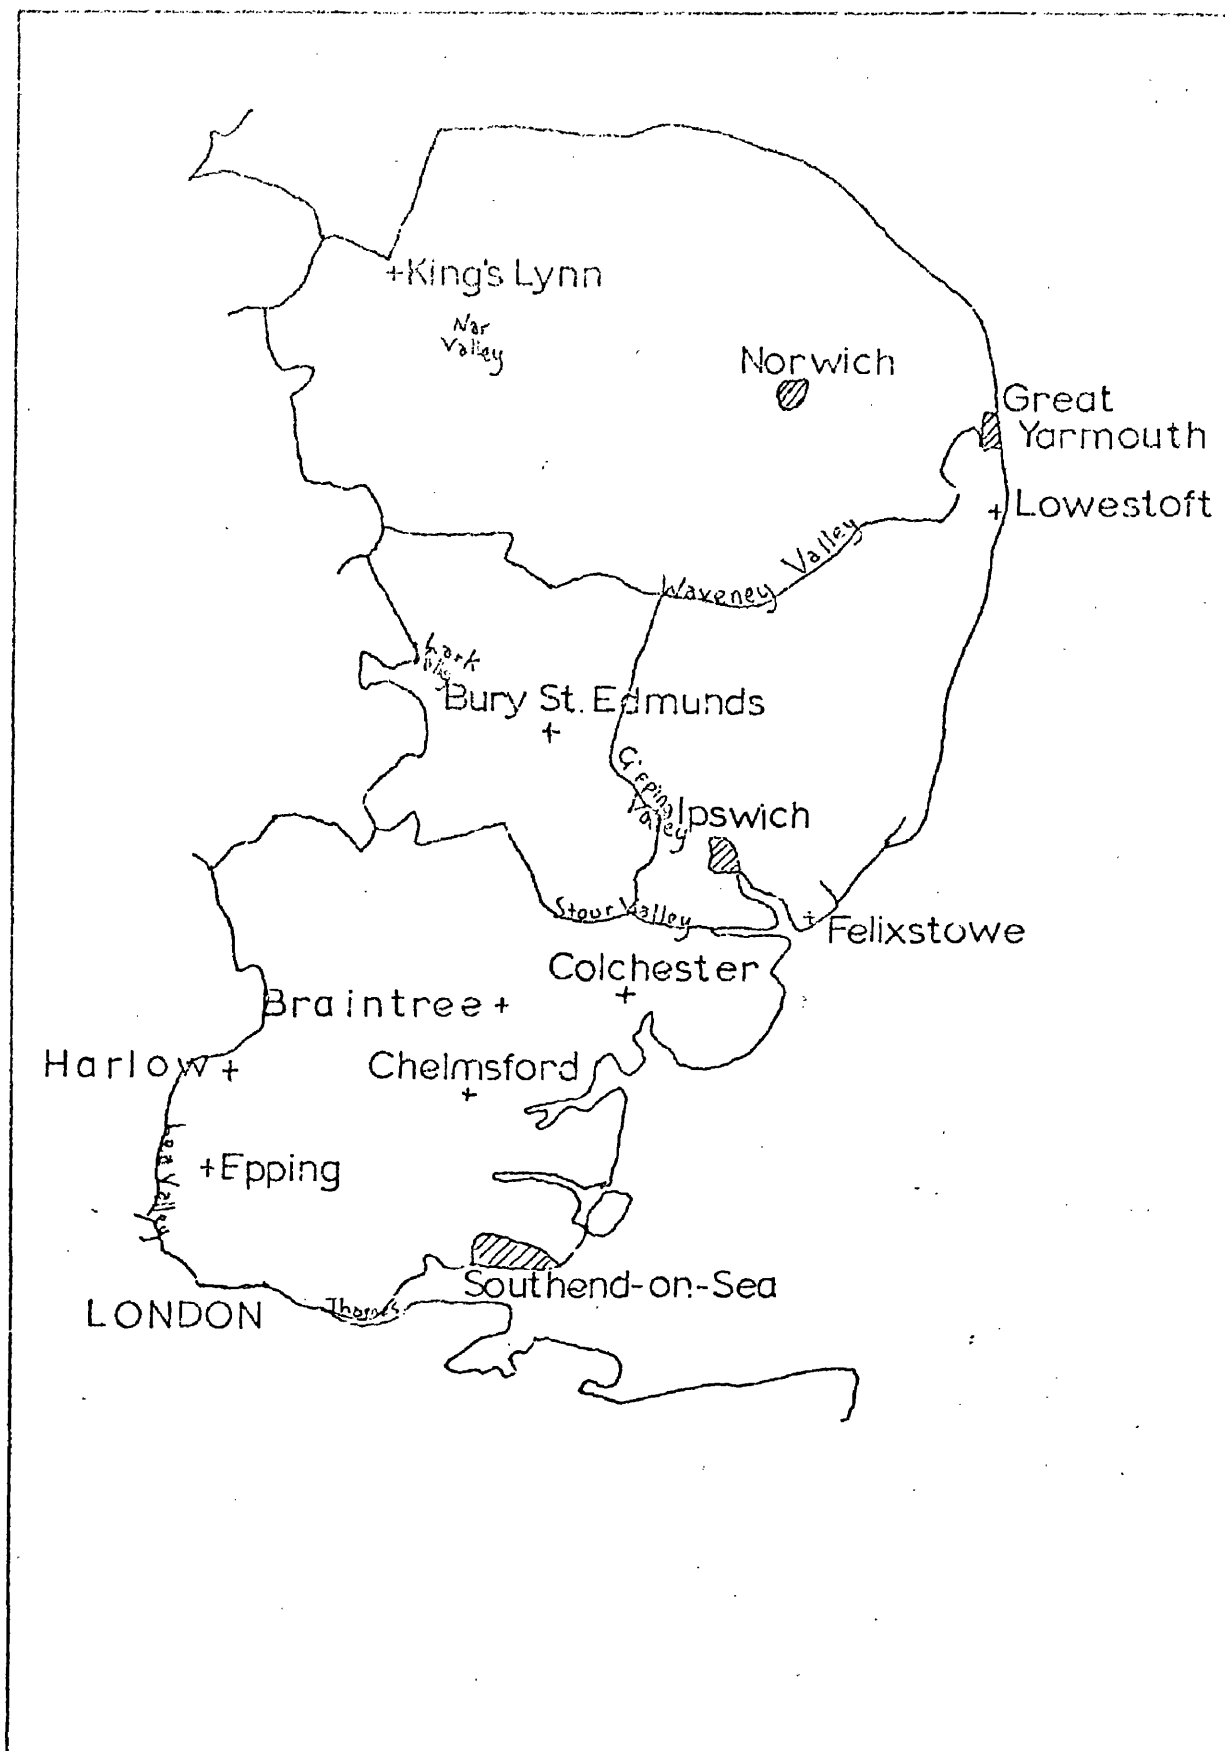 King's Lynn
Nar
Valley
Norwich
Great
Yarmouth
Lowestoft
Waveney Valley
Lark
Bury St. Edmunds
Gipping
Valley
Ipswich
Stour Valley
Felixstowe
Colchester
Braintree
Harlow
Chelmsford
Lea Valley
Epping
Southend-on-Sea
LONDON
Thames